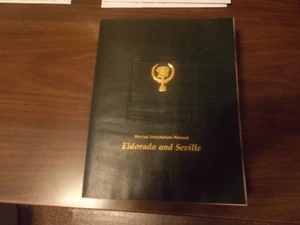 Service Information Manual
Eldorado and Seville